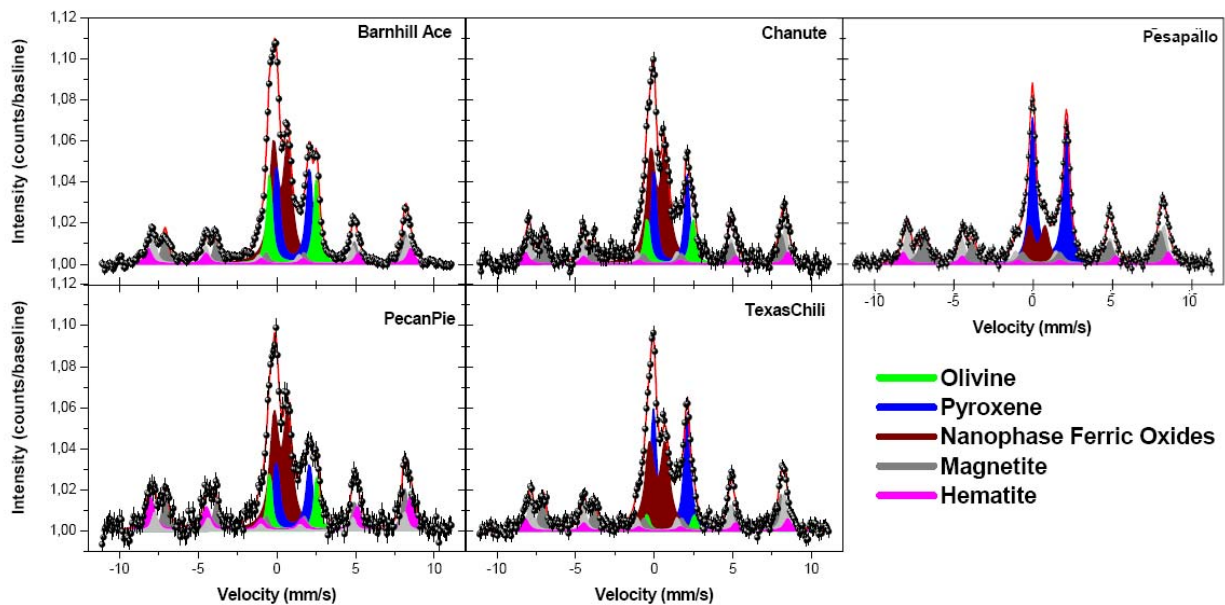 Barnhill Ace
Chanute
Pesapallo
Intensity (counts/basline)
1,12
1,10
1,08
1,06
1,04
1,02
1,00
-10 -5 0 5 10
Velocity (mm/s)
PecanPie
TexasChili
Intensity (counts/baseline)
1,12
1,10
1,08
1,06
1,04
1,02
1,00
-10 -5 0 5 10
-10 -5 0 5 10
Velocity (mm/s)
Velocity (mm/s)
Olivine
Pyroxene
Nanophase Ferric Oxides
Magnetite
Hematite